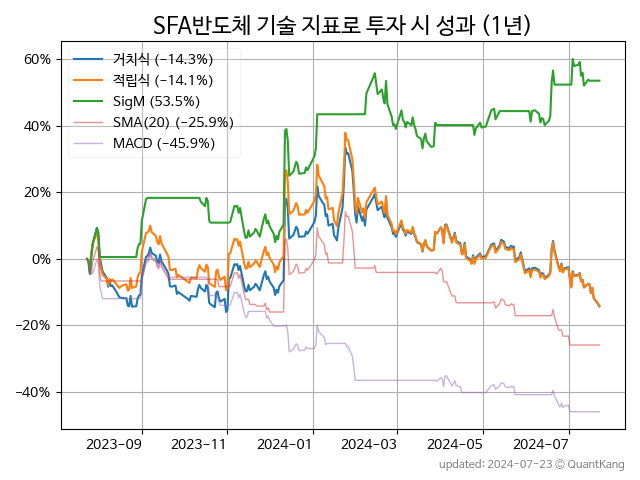 SFA반도체 기술 지표로 투자 시 성과 (1년)
60%
40%
20%
0%
−20%
−40%
거치식 (−14.3%)
적립식 (−14.1%)
SigM (53.5%)
SMA(20) (−25.9%)
MACD (−45.9%)
2023-09 2023-11 2024-01 2024-03 2024-05 2024-07
updated: 2024-07-23 ⓒ QuantKang